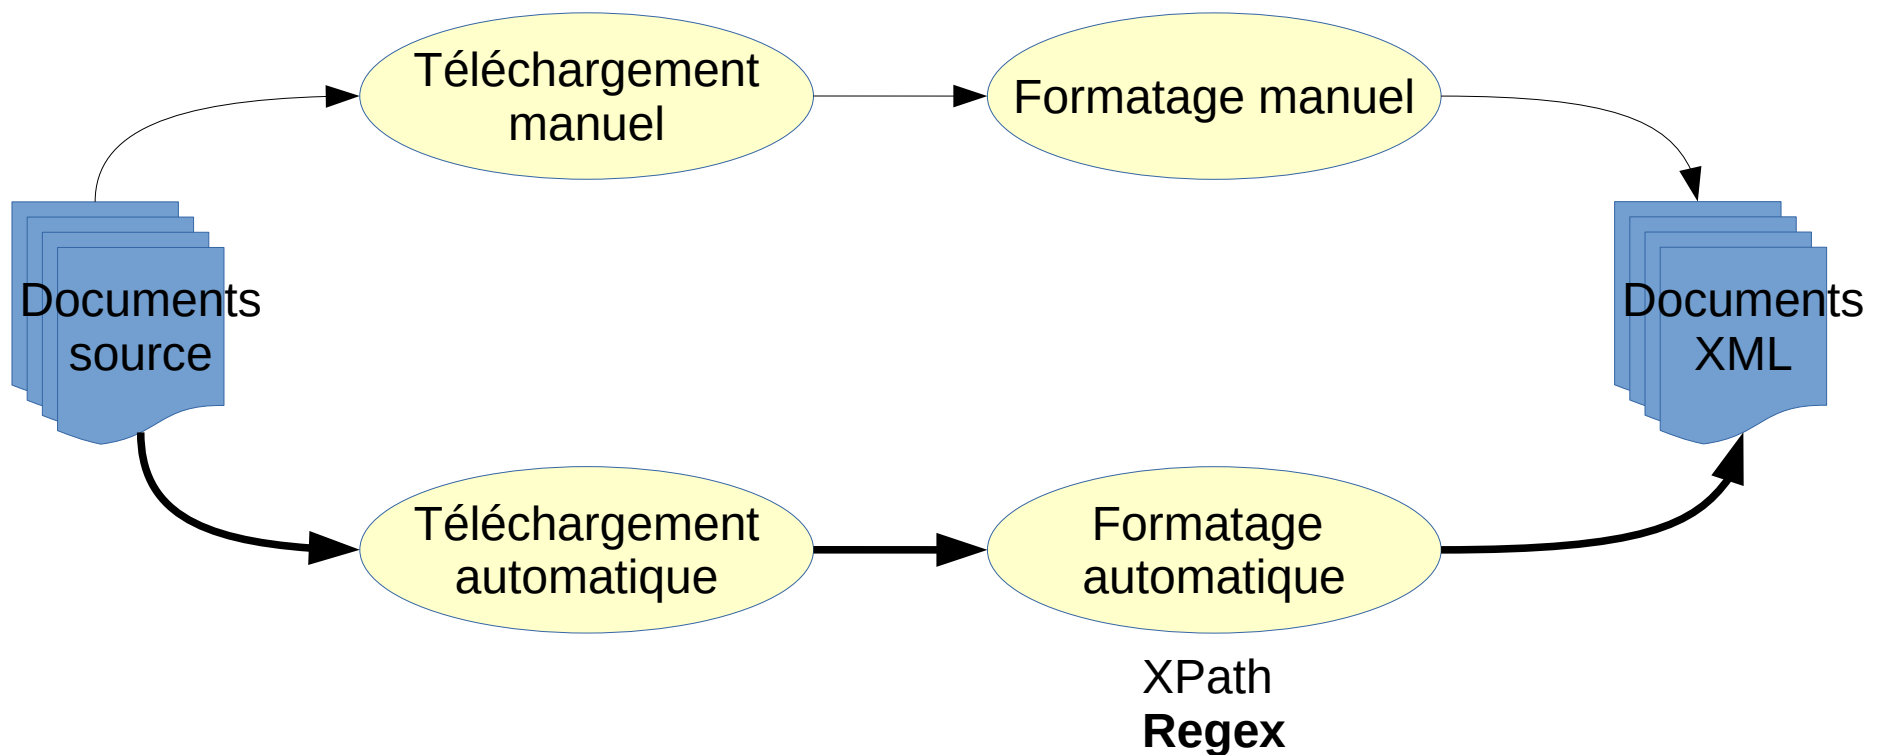 Téléchargement
manuel
Formatage manuel
Documents
source
Documents
XML
Téléchargement
automatique
Formatage
automatique
XPath
Regex